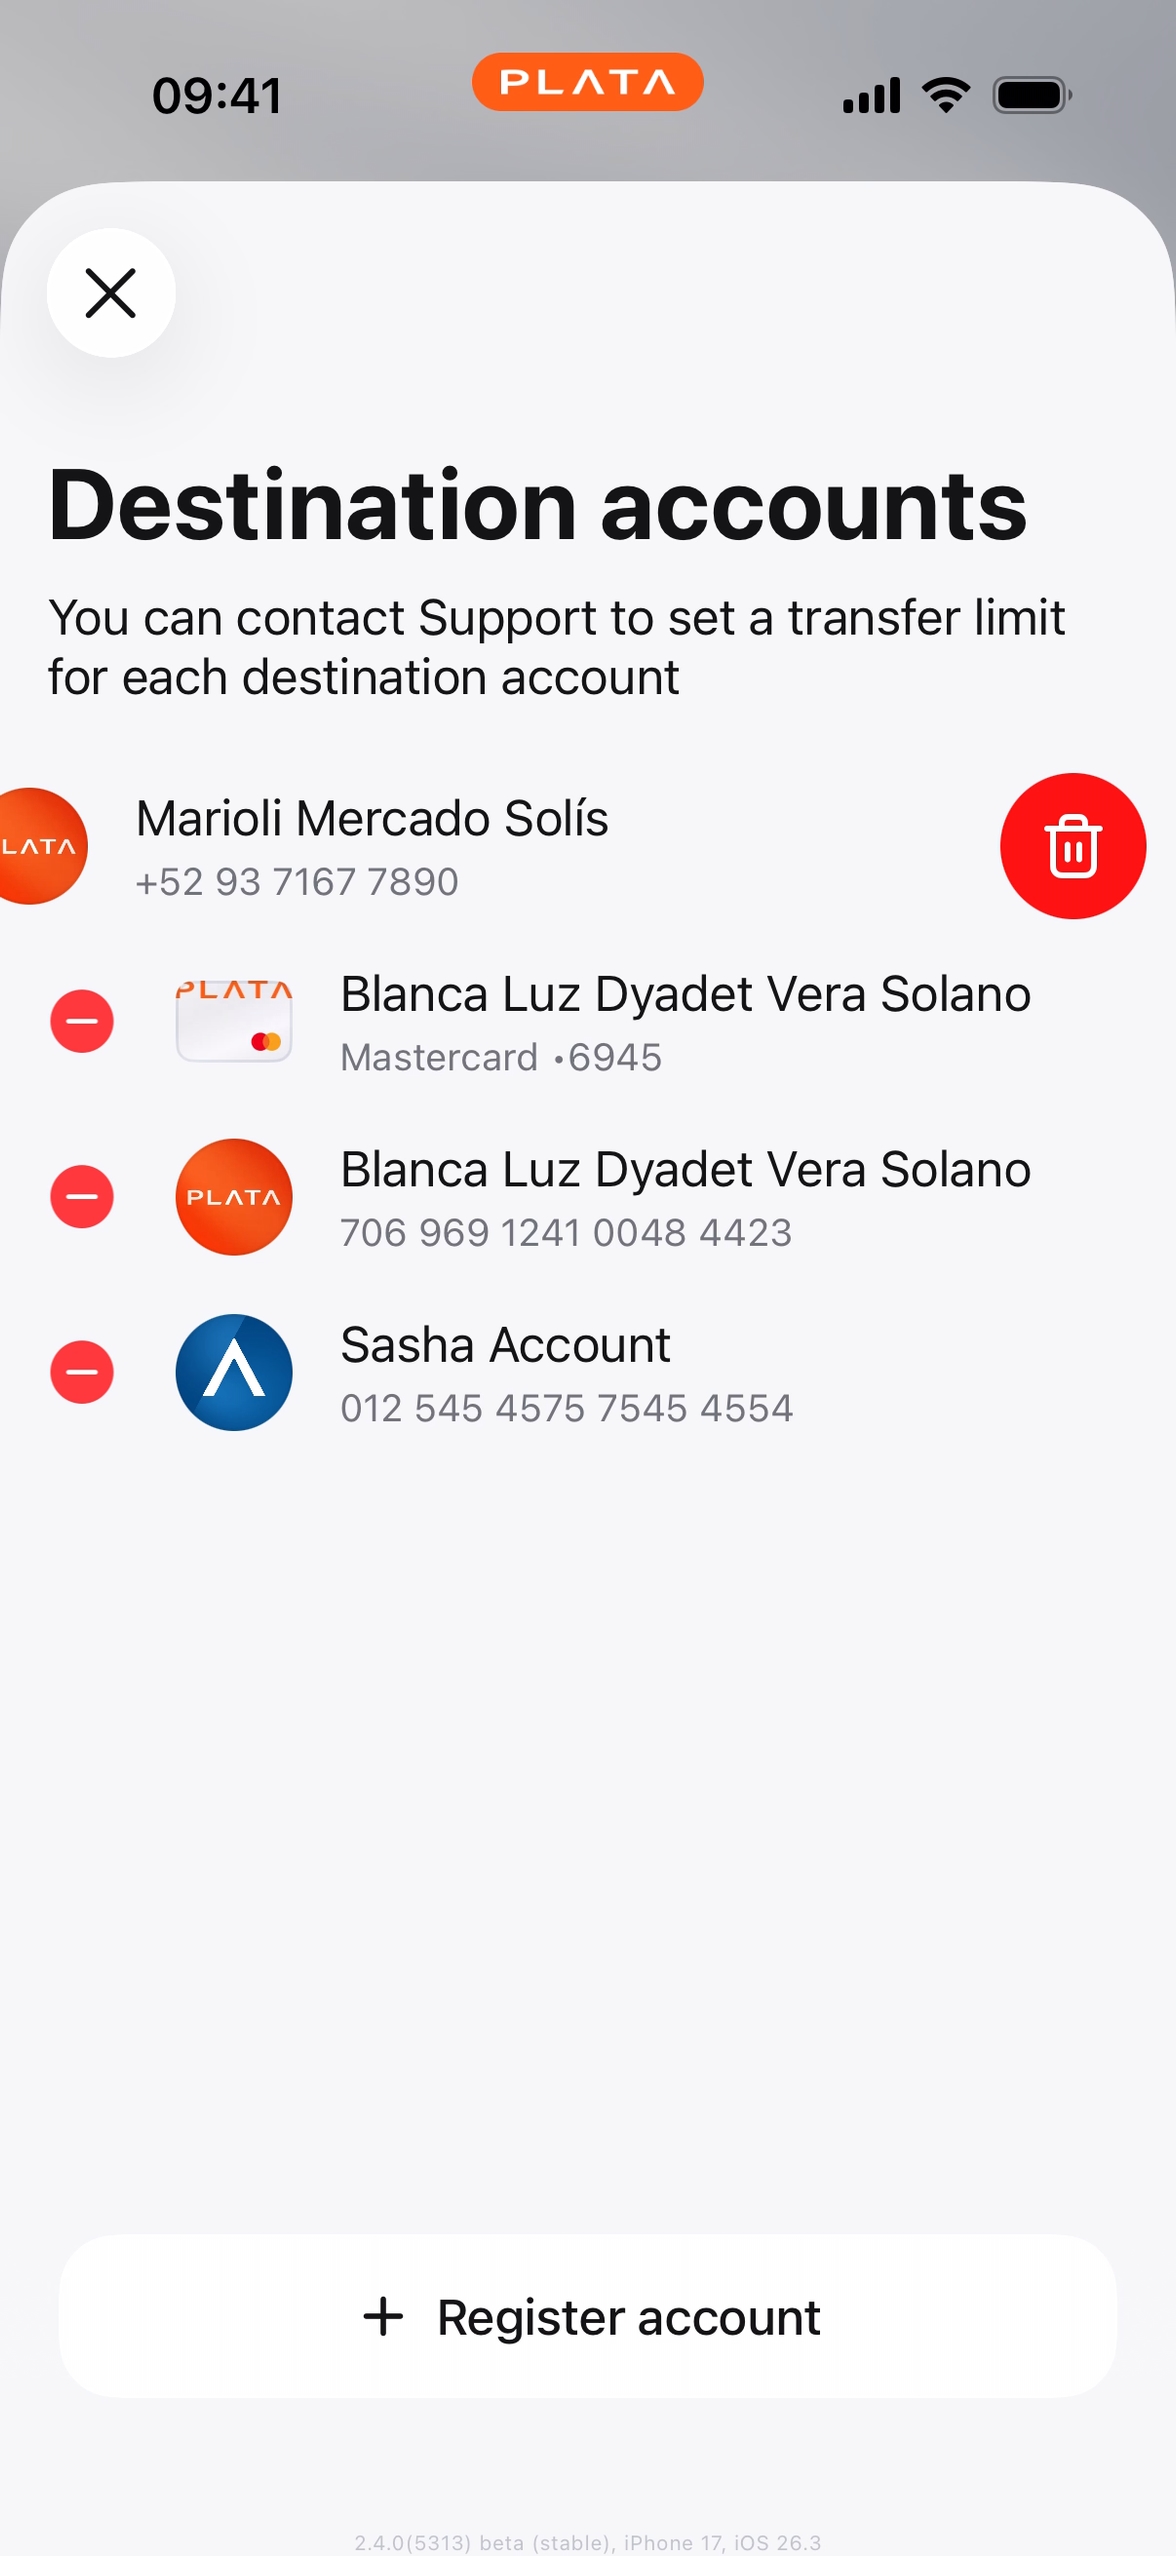 09:41
PLATA
Destination accounts
You can contact Support to set a transfer limit
for each destination account
LATA
Marioli Mercado Solís
+52 93 7167 7890
PLATA
Blanca Luz Dyadet Vera Solano
Mastercard •6945
PLATA
Blanca Luz Dyadet Vera Solano
706 969 1241 0048 4423
Sasha Account
012 545 4575 7545 4554
+ Register account
2.4.0(5313) beta (stable), iPhone 17, iOS 26.3